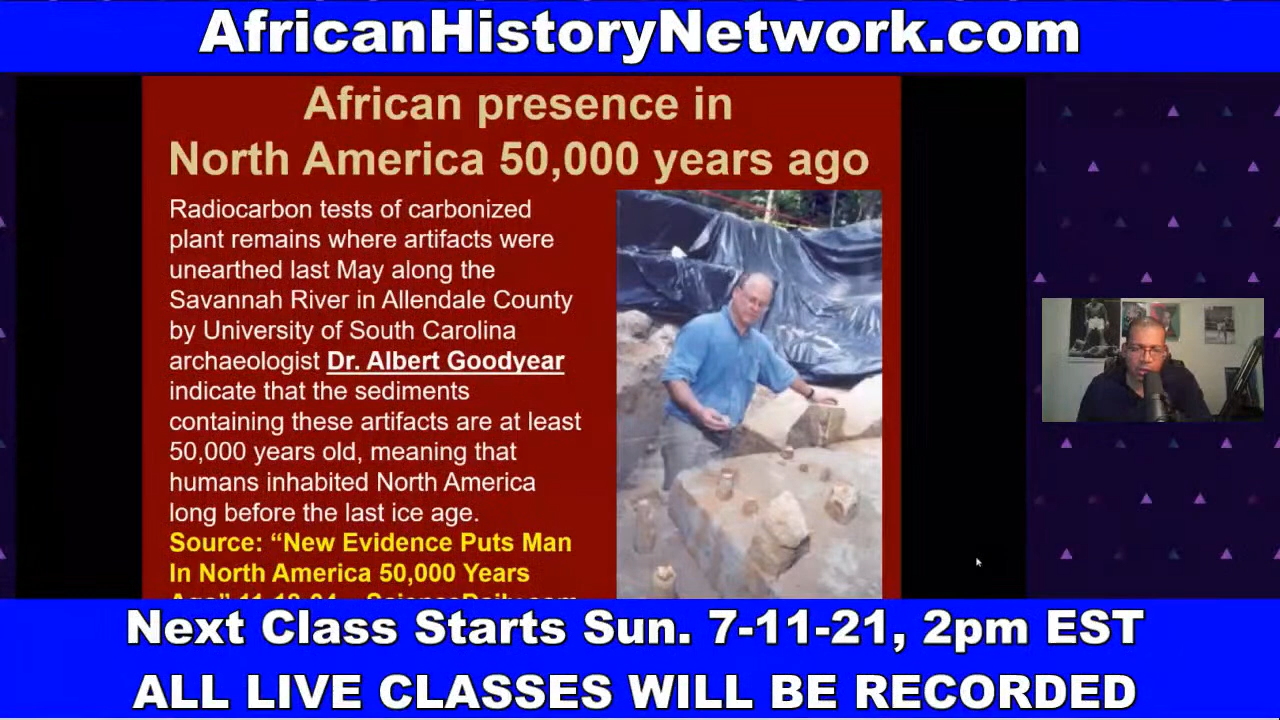 AfricanHistoryNetwork.com
African presence in
North America 50,000 years ago
Radiocarbon tests of carbonized
plant remains where artifacts were
unearthed last May along the
Savannah River in Allendale County
by University of South Carolina
archaeologist Dr. Albert Goodyear
indicate that the sediments
containing these artifacts are at least
50,000 years old, meaning that
humans inhabited North America
long before the last ice age.
Source: “New Evidence Puts Man
In North America 50,000 Years
Next Class Starts Sun. 7-11-21, 2pm EST
ALL LIVE CLASSES WILL BE RECORDED